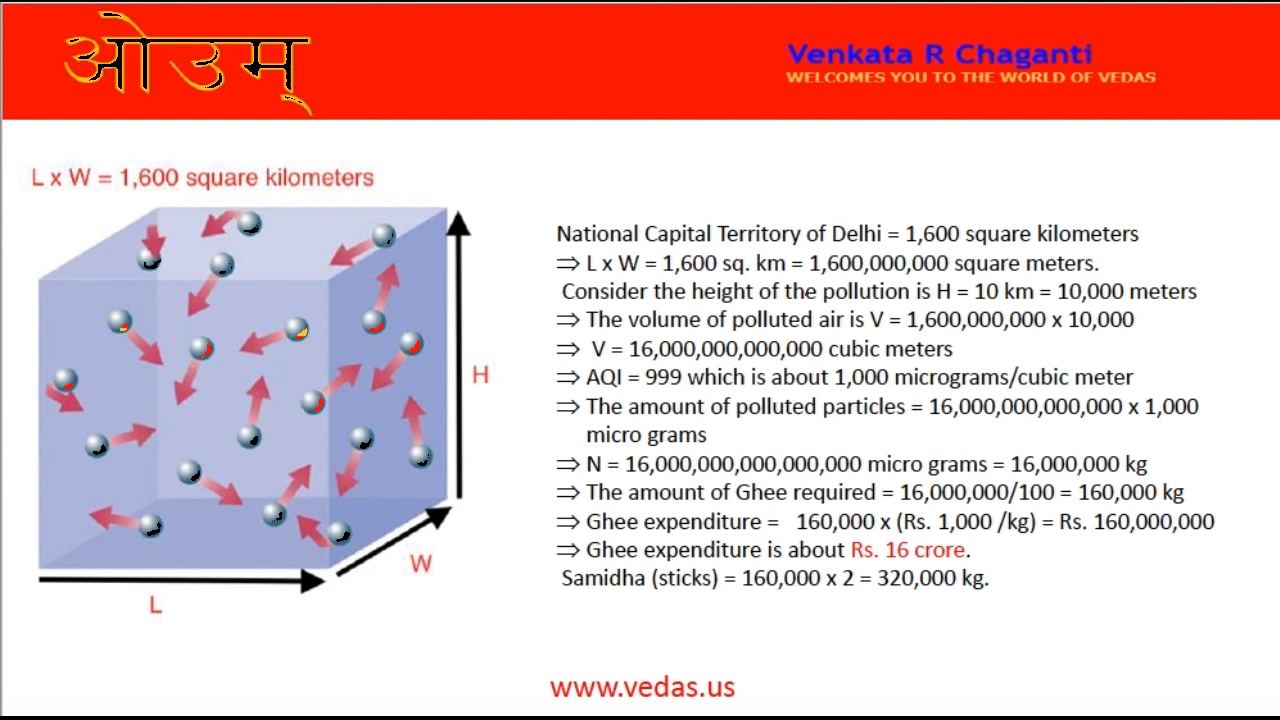 ओउम्
Venkata R Chaganti
WELCOMES YOU TO THE WORLD OF VEDAS
L x W = 1,600 square kilometers
H
W
L
National Capital Territory of Delhi = 1,600 square kilometers
⇒ L x W = 1,600 sq. km = 1,600,000,000 square meters.
Consider the height of the pollution is H = 10 km = 10,000 meters
⇒ The volume of polluted air is V = 1,600,000,000 x 10,000
⇒ V = 16,000,000,000,000 cubic meters
⇒ AQI = 999 which is about 1,000 micrograms/cubic meter
⇒ The amount of polluted particles = 16,000,000,000,000 x 1,000
micro grams
⇒ N = 16,000,000,000,000,000 micro grams = 16,000,000 kg
⇒ The amount of Ghee required = 16,000,000/100 = 160,000 kg
⇒ Ghee expenditure = 160,000 x (Rs. 1,000 /kg) = Rs. 160,000,000
⇒ Ghee expenditure is about Rs. 16 crore.
Samidha (sticks) = 160,000 x 2 = 320,000 kg.
www.vedas.us